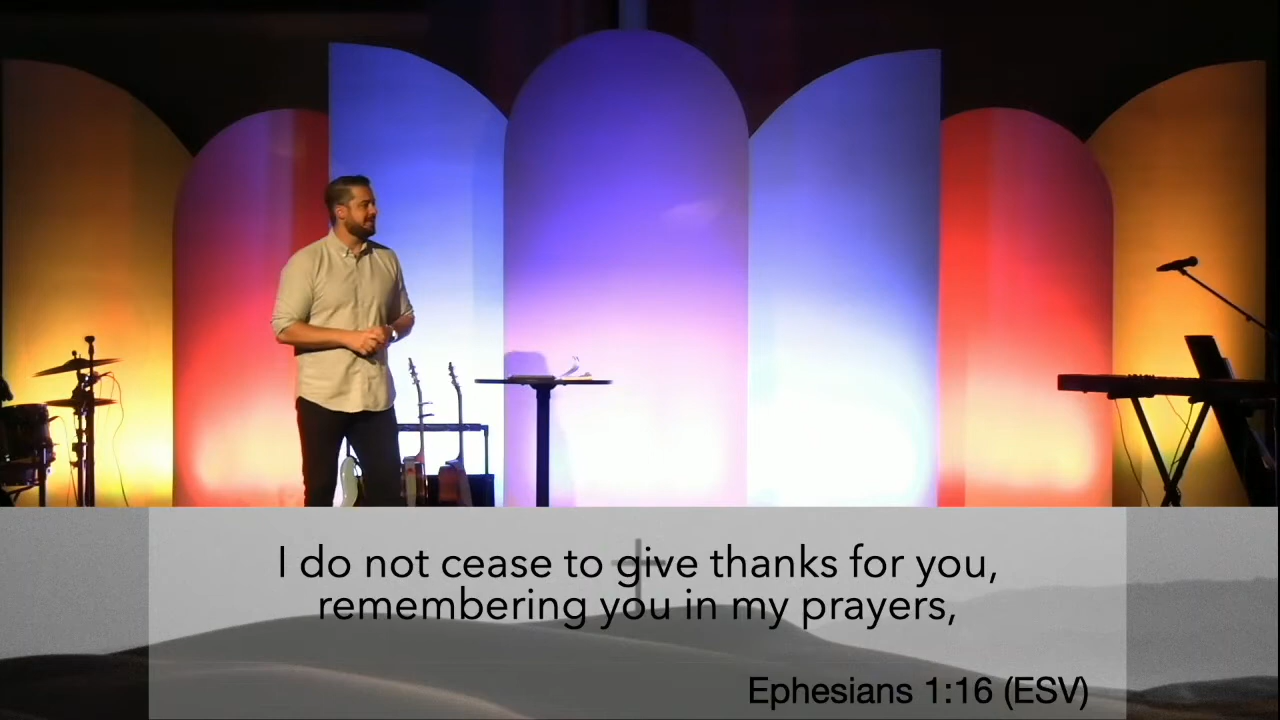 I do not cease to give thanks for you,
remembering you in my prayers,
Ephesians 1:16 (ESV)